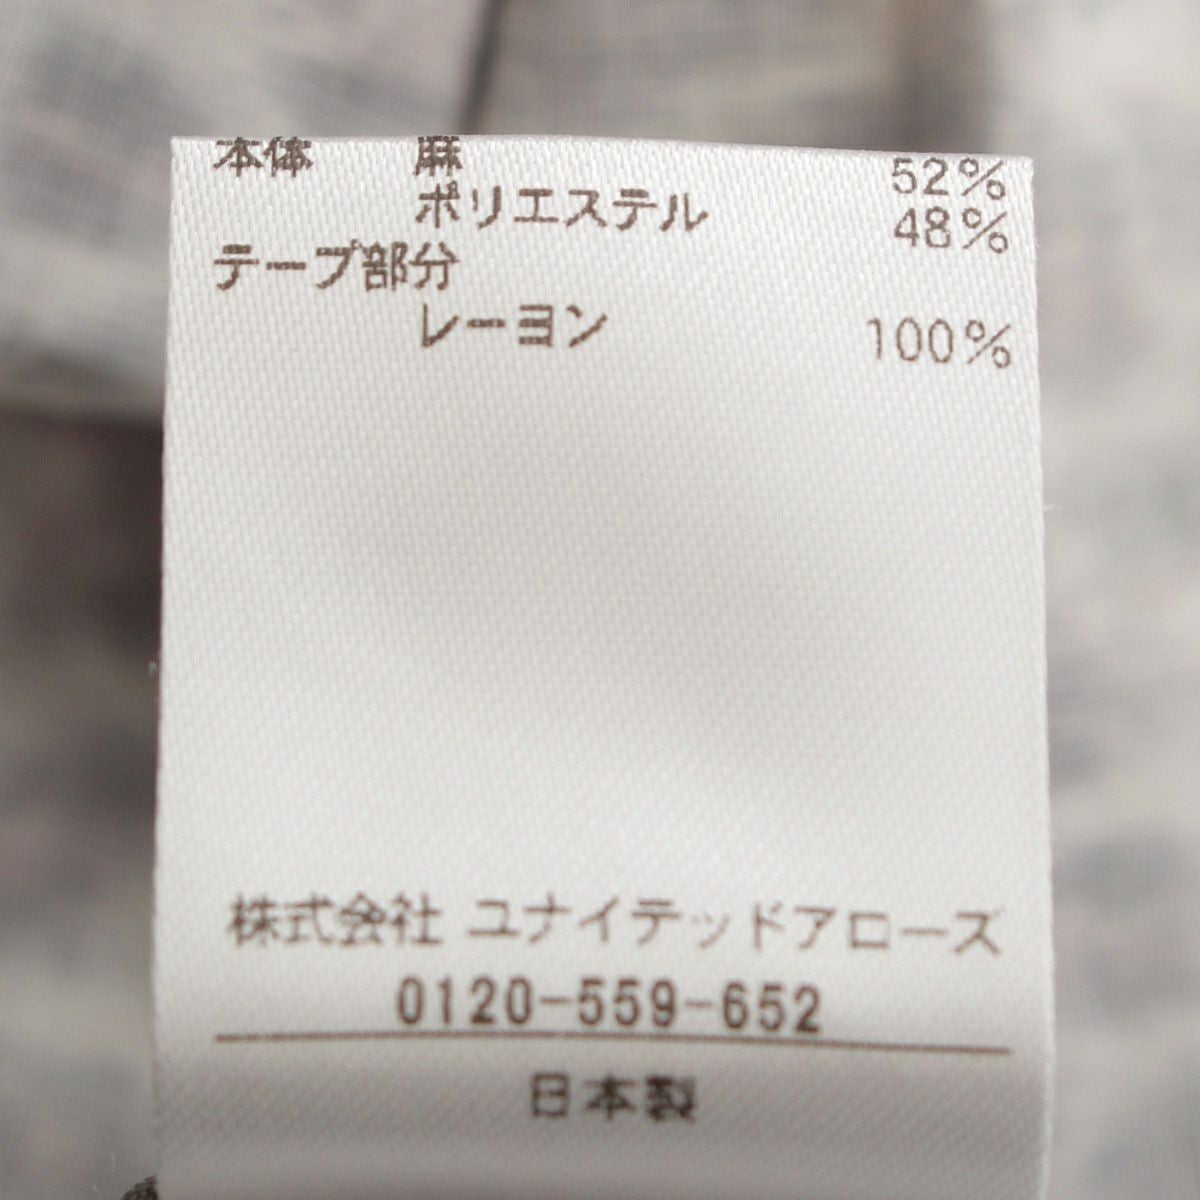 本体 麻 52%
ポリエステル 48%
テープ部分
レーヨン 100%
株式会社 ユナイテッドアローズ
0120-559-652
日本製